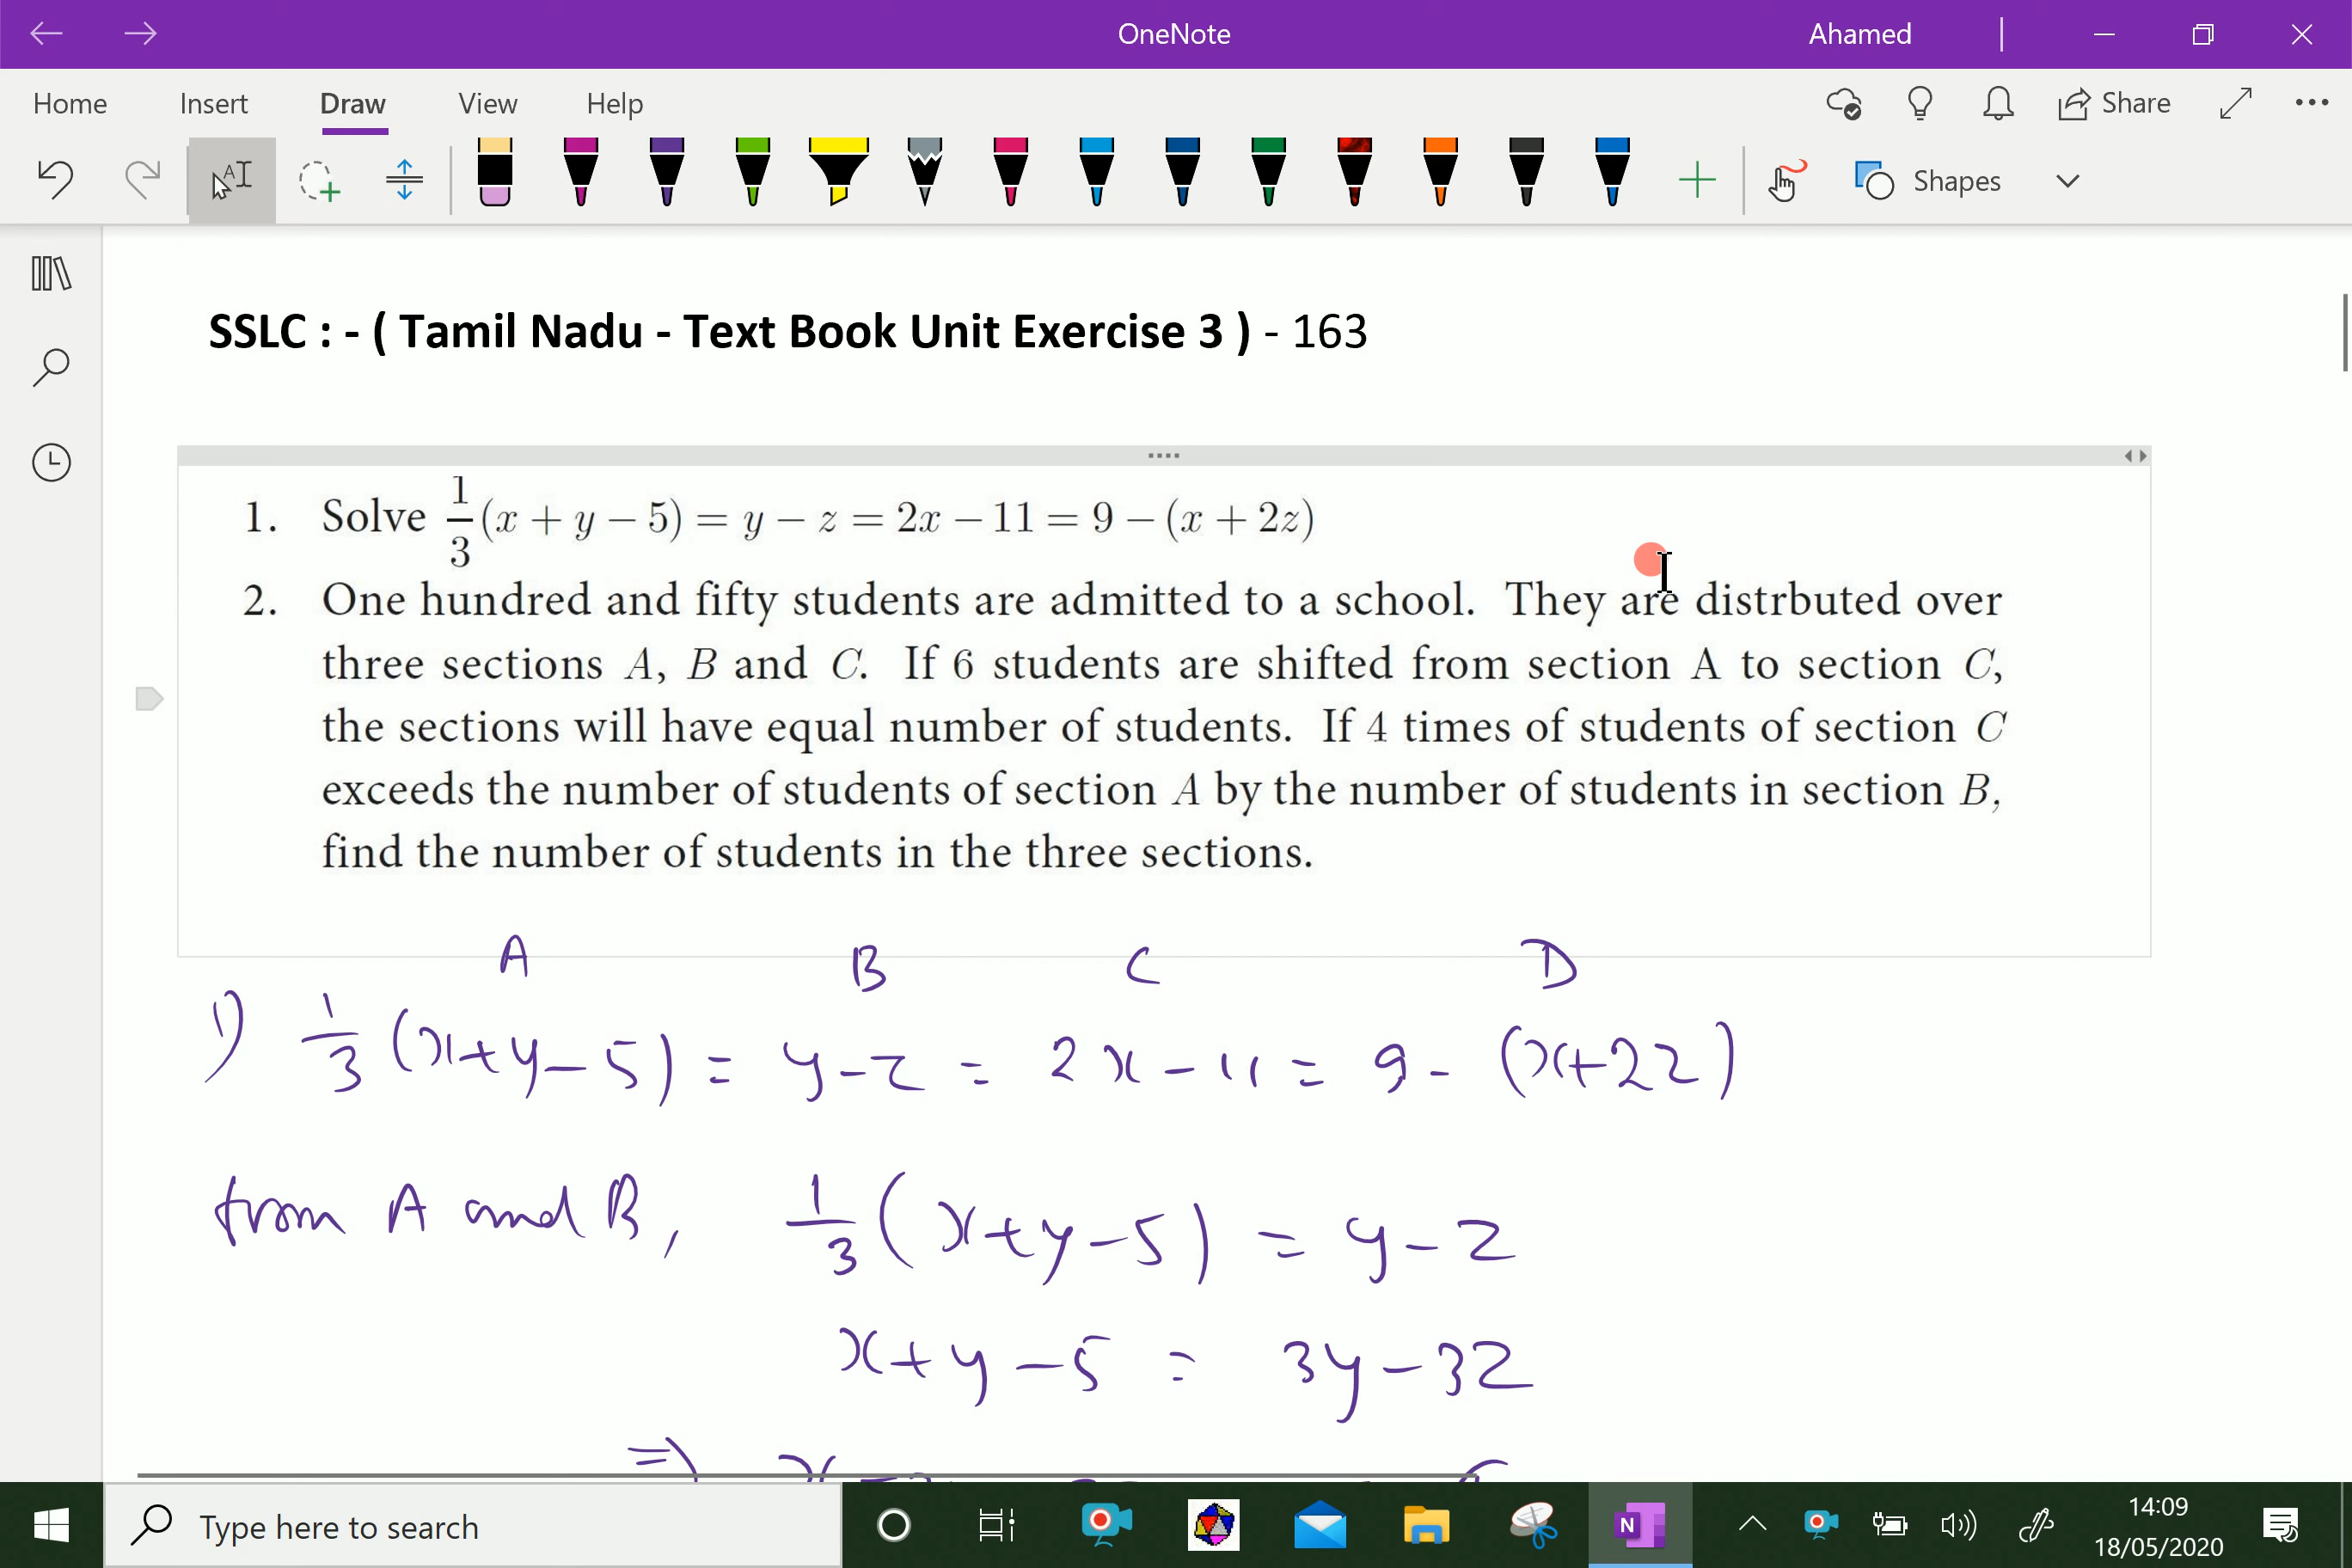 OneNote
Ahamed
Home Insert Draw View Help
Share
Shapes
SSLC : - ( Tamil Nadu - Text Book Unit Exercise 3 ) - 163
1. Solve 1/3 (x + y − 5) = y − z = 2x − 11 = 9 − (x + 2z)
2. One hundred and fifty students are admitted to a school. They are distrbuted over
three sections A, B and C. If 6 students are shifted from section A to section C,
the sections will have equal number of students. If 4 times of students of section C
exceeds the number of students of section A by the number of students in section B,
find the number of students in the three sections.
A B C D
1) 1/3 (x+y−5) = y−z = 2x−11 = 9 − (x+2z)
from A and B, 1/3 (x+y−5) = y−z
x+y−5 = 3y−3z
⇒
Type here to search
14:09
18/05/2020